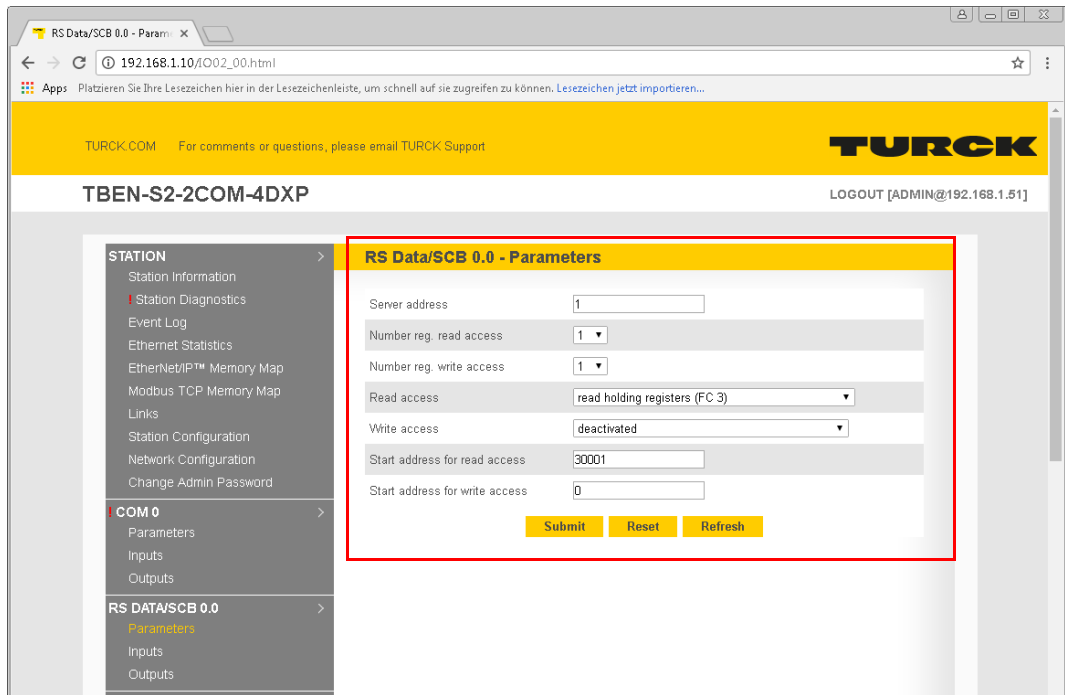 RS Data/SCB 0.0 - Param
192.168.1.10/IO02_00.html
Apps Platzieren Sie Ihre Lesezeichen hier in der Lesezeichenleiste, um schnell auf sie zugreifen zu können. Lesezeichen jetzt importieren...
TURCK.COM For comments or questions, please email TURCK Support
TURCK
TBEN-S2-2COM-4DXP
LOGOUT [ADMIN@192.168.1.51]
STATION >
Station Information
! Station Diagnostics
Event Log
Ethernet Statistics
EtherNet/IP™ Memory Map
Modbus TCP Memory Map
Links
Station Configuration
Network Configuration
Change Admin Password
! COM 0 >
Parameters
Inputs
Outputs
RS DATA/SCB 0.0 >
Parameters
Inputs
Outputs
RS Data/SCB 0.0 - Parameters
Server address 1
Number reg. read access 1
Number reg. write access 1
Read access read holding registers (FC 3)
Write access deactivated
Start address for read access 30001
Start address for write access 0
Submit Reset Refresh